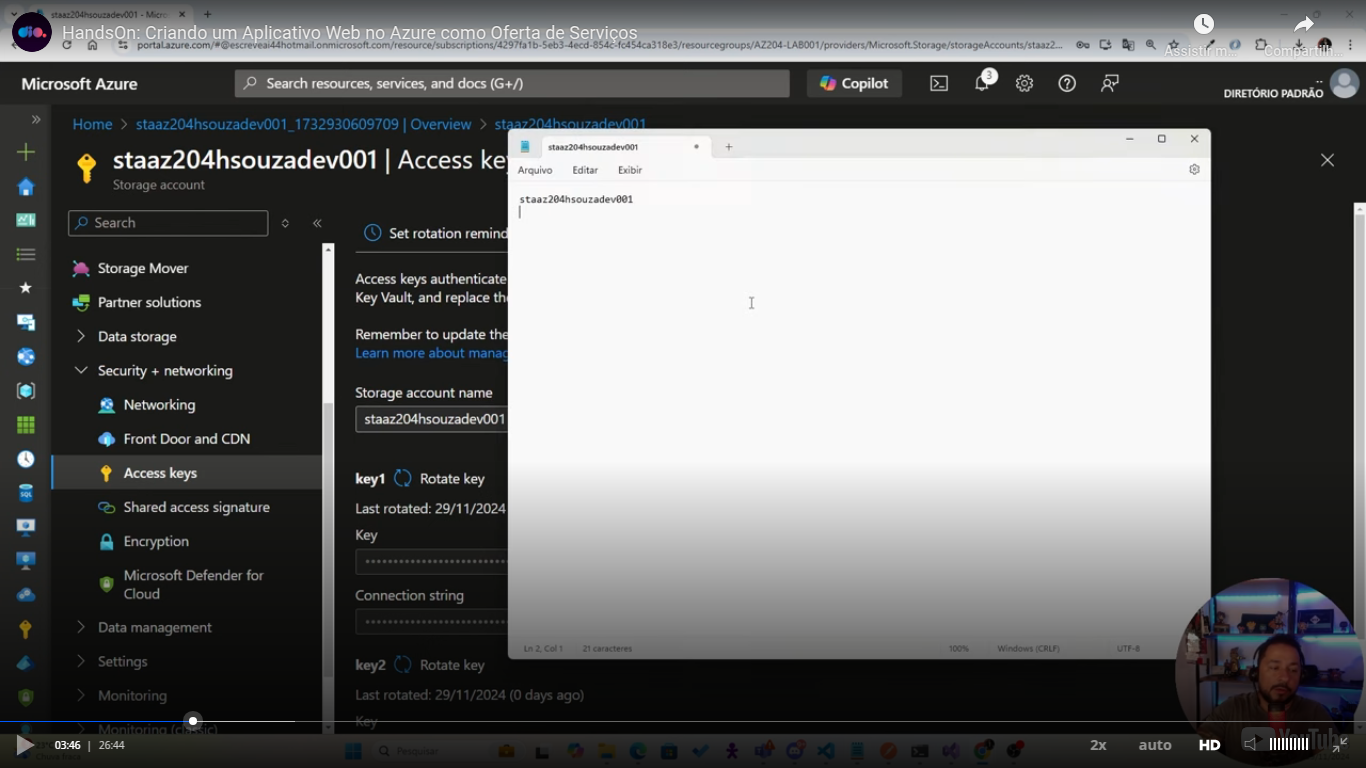 staaz204hsouzadev001 - Micro
dio.
HandsOn: Criando um Aplicativo Web no Azure como Oferta de Serviços
portal.azure.com/#@escreveai44hotmail.onmicrosoft.com/resource/subscriptions/4297fa1b-5eb3-4ecd-854c-fc454ca318e3/resourcegroups/AZ204-LAB001/providers/Microsoft.Storage/storageAccounts/staaz2...
Assistir m...
Compartilh...
Microsoft Azure
Search resources, services, and docs (G+/)
Copilot
3
DIRETÓRIO PADRÃO
Home > staaz204hsouzadev001_1732930609709 | Overview > staaz204hsouzadev001
staaz204hsouzadev001 | Access key
Storage account
Search
Storage Mover
Partner solutions
Data storage
Security + networking
Networking
Front Door and CDN
Access keys
Shared access signature
Encryption
Microsoft Defender for
Cloud
Data management
Settings
Monitoring
Monitoring (classic)
Set rotation remind
Access keys authenticate
Key Vault, and replace the
Remember to update the
Learn more about manag
Storage account name
staaz204hsouzadev001
key1 Rotate key
Last rotated: 29/11/2024
Key
Connection string
key2 Rotate key
Last rotated: 29/11/2024 (0 days ago)
Key
staaz204hsouzadev001
Arquivo Editar Exibir
staaz204hsouzadev001
Ln 2, Col 1 21 caracteres 100% Windows (CRLF) UTF-8
Pesquisar
03:46 | 26:44
2x auto HD
YouTube